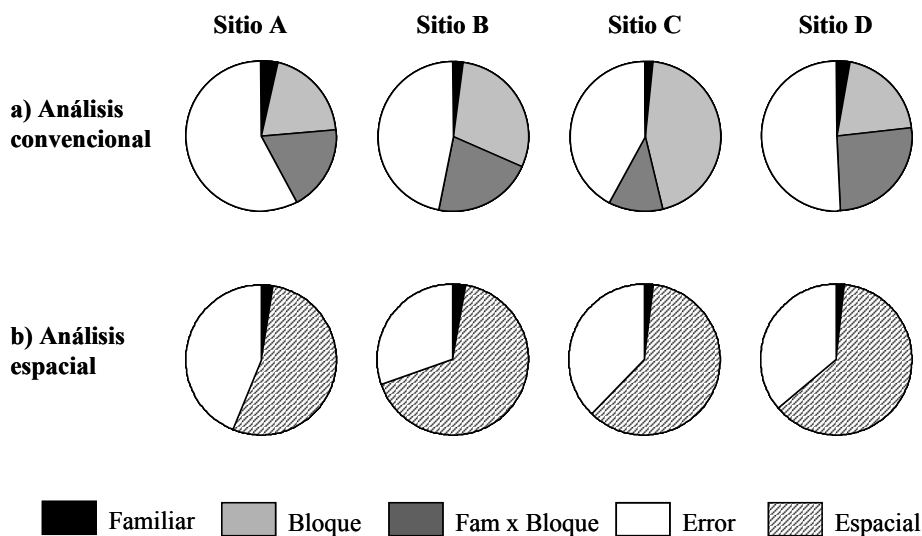 Sitio A Sitio B Sitio C Sitio D
a) Análisis
convencional
b) Análisis
espacial
Familiar Bloque Fam x Bloque Error Espacial